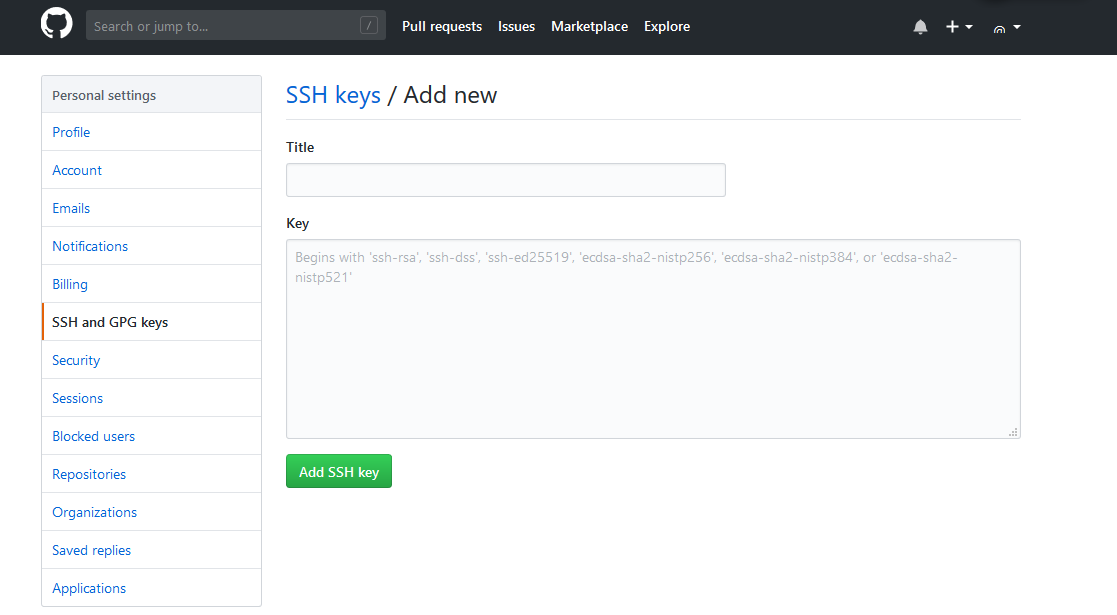 Search or jump to...
/
Pull requests
Issues
Marketplace
Explore
Personal settings
Profile
Account
Emails
Notifications
Billing
SSH and GPG keys
Security
Sessions
Blocked users
Repositories
Organizations
Saved replies
Applications
SSH keys / Add new
Title
Key
Begins with 'ssh-rsa', 'ssh-dss', 'ssh-ed25519', 'ecdsa-sha2-nistp256', 'ecdsa-sha2-nistp384', or 'ecdsa-sha2-
nistp521'
Add SSH key